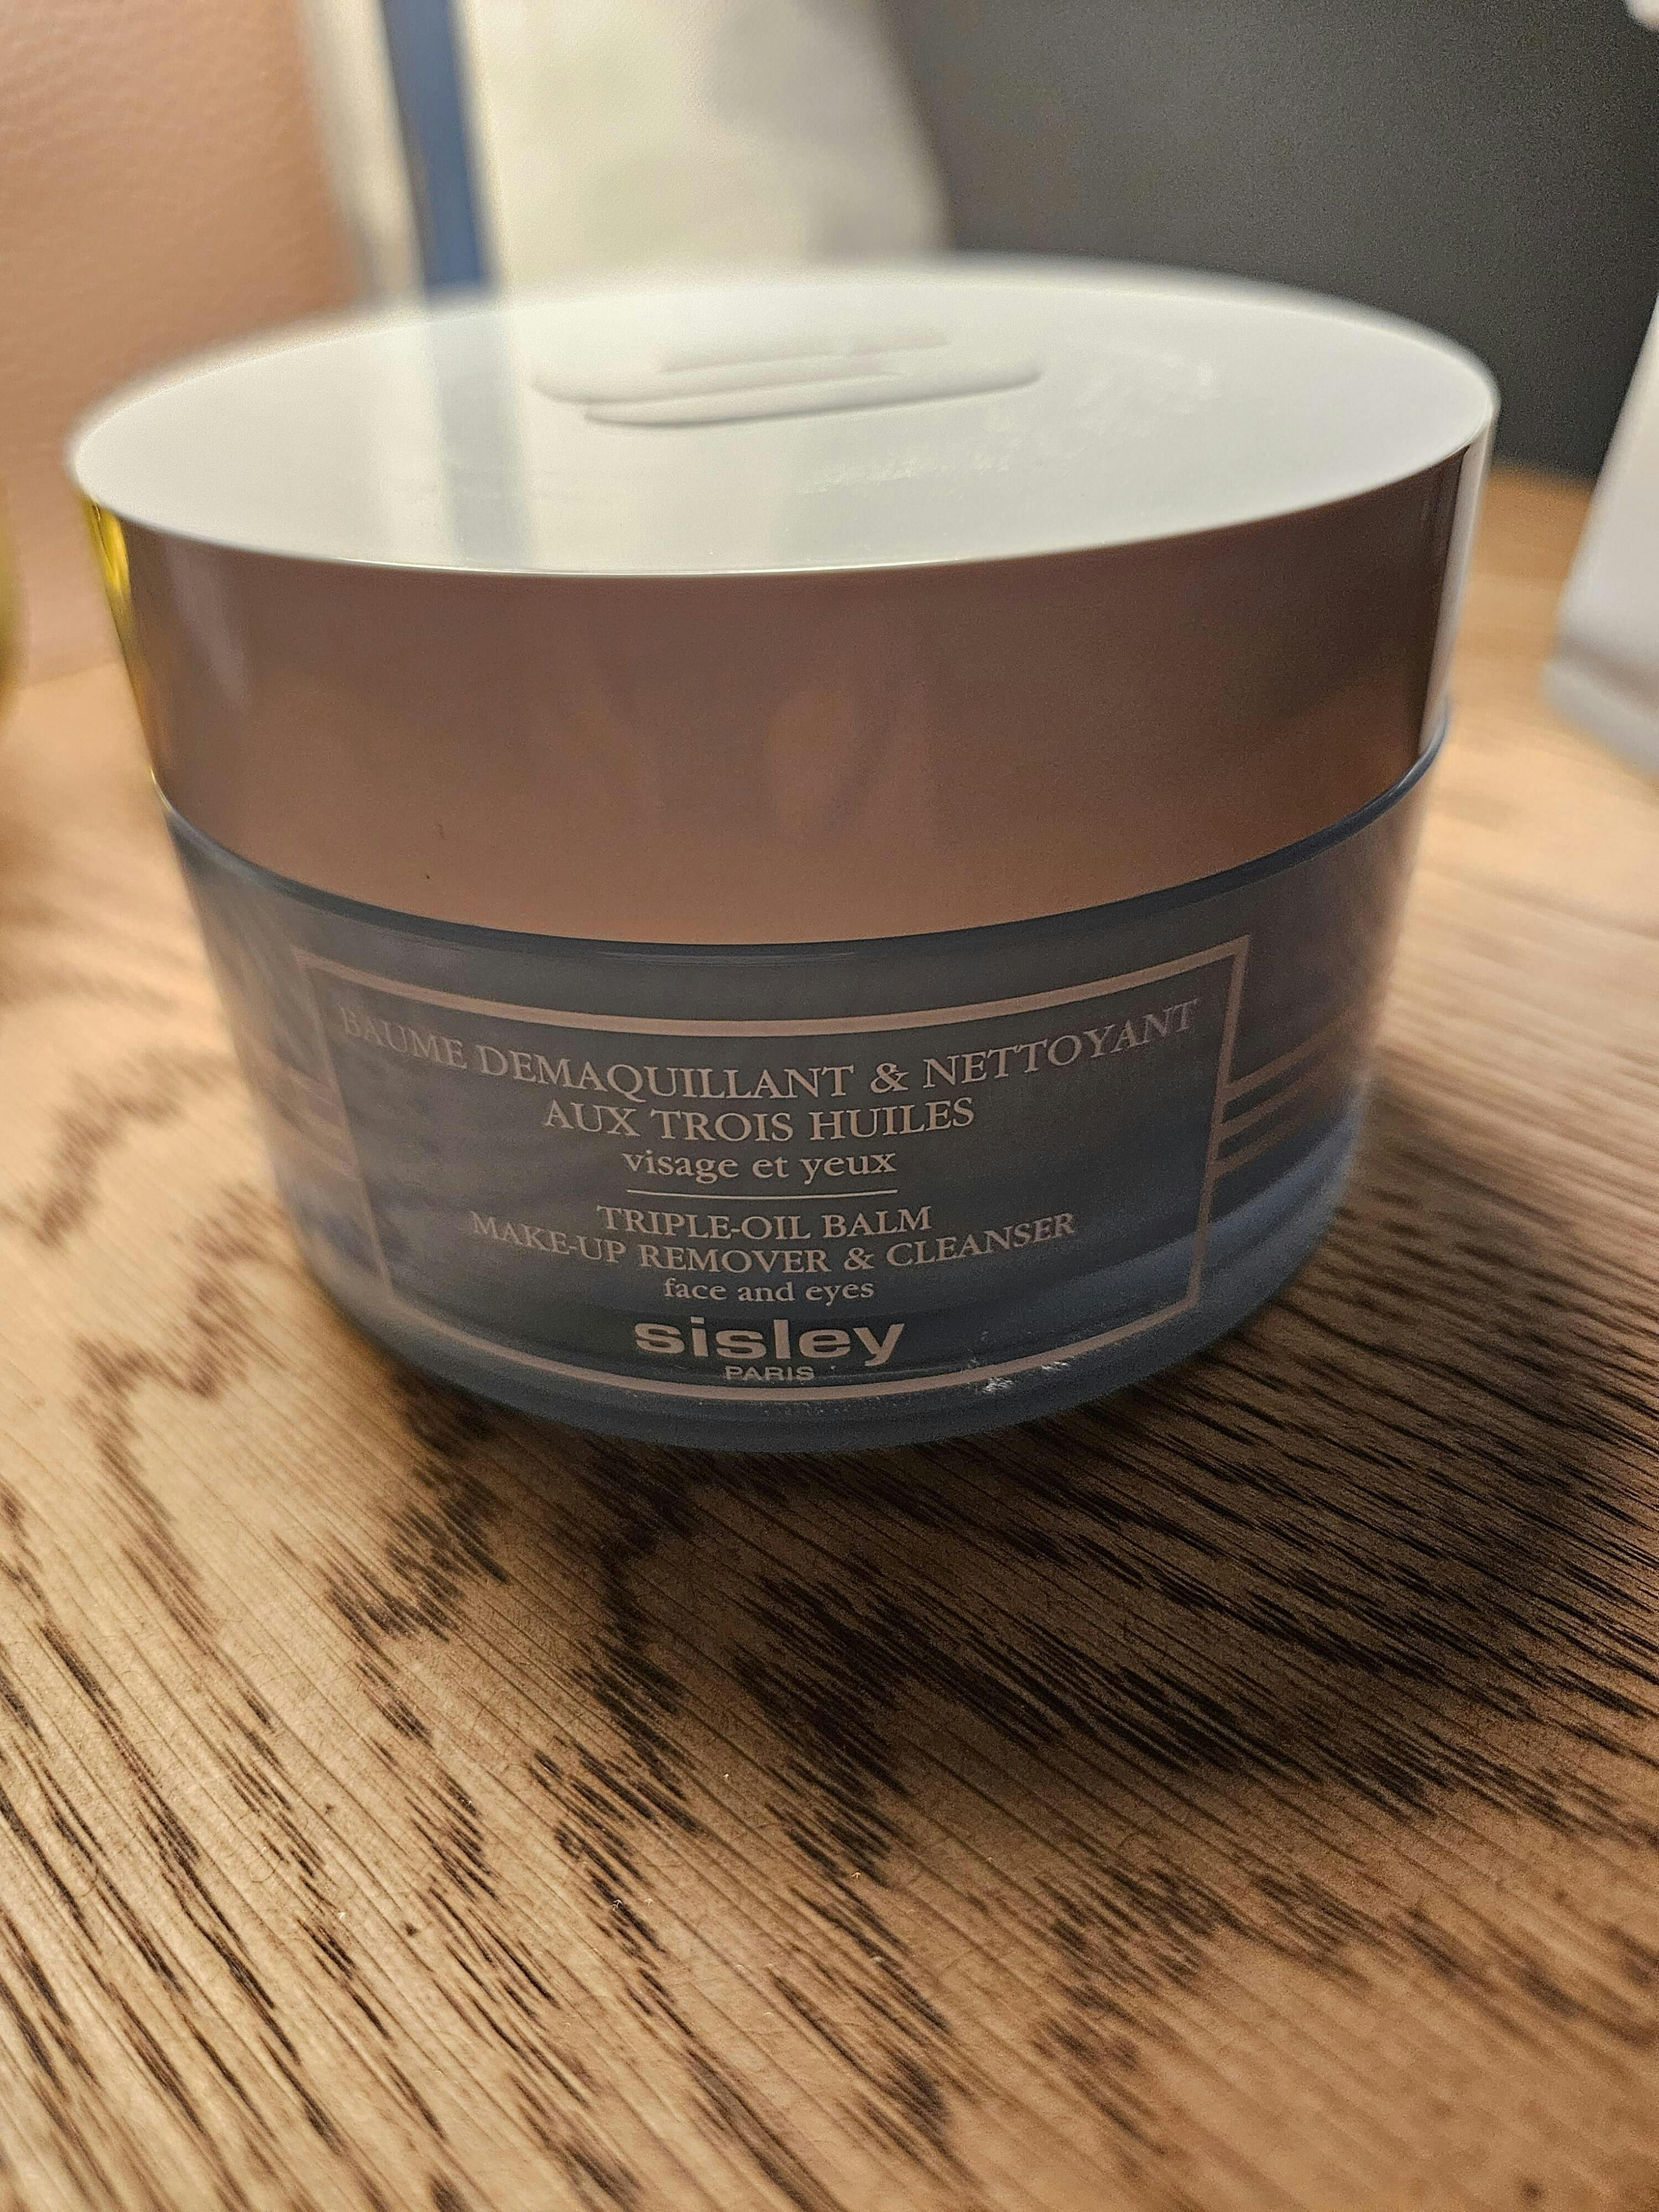 BAUME DEMAQUILLANT & NETTOYANT
AUX TROIS HUILES
visage et yeux
TRIPLE-OIL BALM
MAKE-UP REMOVER & CLEANSER
face and eyes
sisley
PARIS